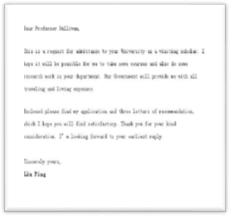 Dear Professor Sullivan,
This is a request for admittance to your University as a visiting scholar. I
hope it will be possible for me to take some courses and also do some
research work in your department. Our Government will provide me with all
traveling and living expenses.
Enclosed please find my application and three letters of recommendation,
which I hope you will find satisfactory. Thank you for your kind
consideration. I'm looking forward to your earliest reply.
Sincerely yours,
Liu Ping